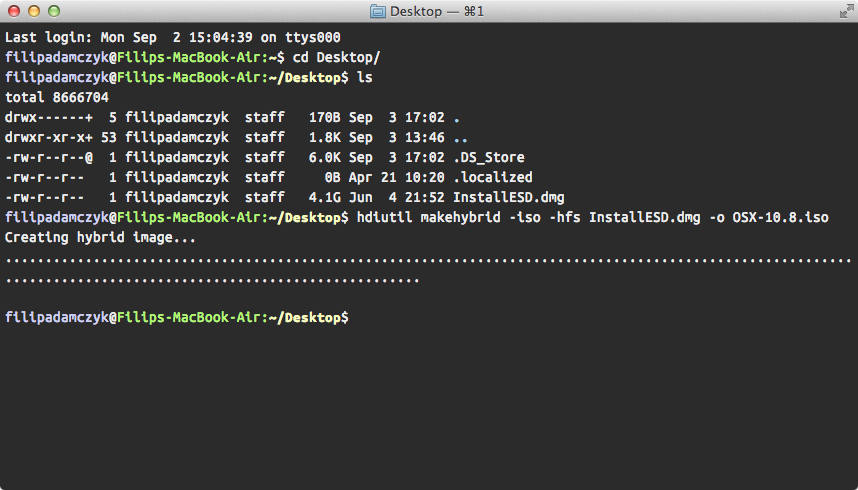 Desktop — ⌘1
Last login: Mon Sep  2 15:04:39 on ttys000
filipadamczyk@Filips-MacBook-Air:~$ cd Desktop/
filipadamczyk@Filips-MacBook-Air:~/Desktop$ ls
total 8666704
drwx------+  5 filipadamczyk  staff   170B Sep  3 17:02 .
drwxr-xr-x+ 53 filipadamczyk  staff   1.8K Sep  3 13:46 ..
-rw-r--r--@  1 filipadamczyk  staff   6.0K Sep  3 17:02 .DS_Store
-rw-r--r--   1 filipadamczyk  staff     0B Apr 21 10:20 .localized
-rw-r--r--   1 filipadamczyk  staff   4.1G Jun  4 21:52 InstallESD.dmg
filipadamczyk@Filips-MacBook-Air:~/Desktop$ hdiutil makehybrid -iso -hfs InstallESD.dmg -o OSX-10.8.iso
Creating hybrid image...
..........................................................................................................
....................................................
filipadamczyk@Filips-MacBook-Air:~/Desktop$